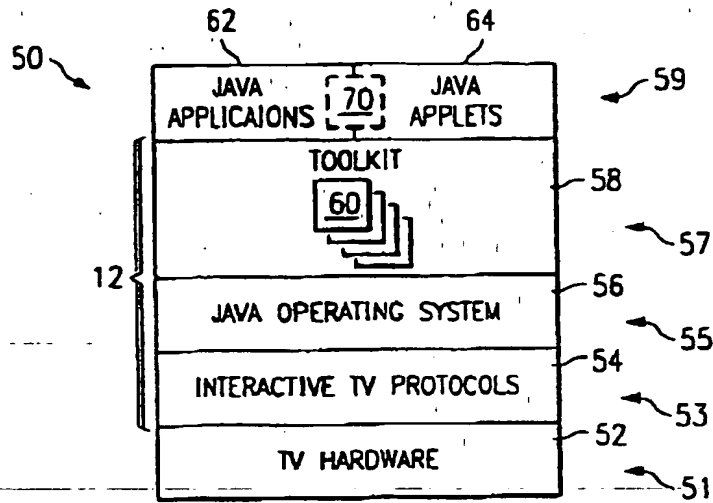 62
64
50
JAVA APPLICAIONS
70
JAVA APPLETS
59
TOOLKIT
58
60
57
12
56
JAVA OPERATING SYSTEM
55
54
INTERACTIVE TV PROTOCOLS
53
52
TV HARDWARE
51